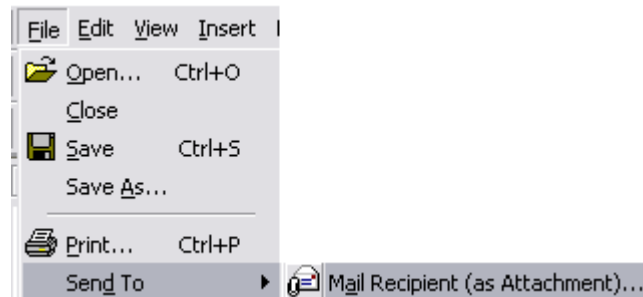 File Edit View Insert
Open... Ctrl+O
Close
Save Ctrl+S
Save As...
Print... Ctrl+P
Send To Mail Recipient (as Attachment)...